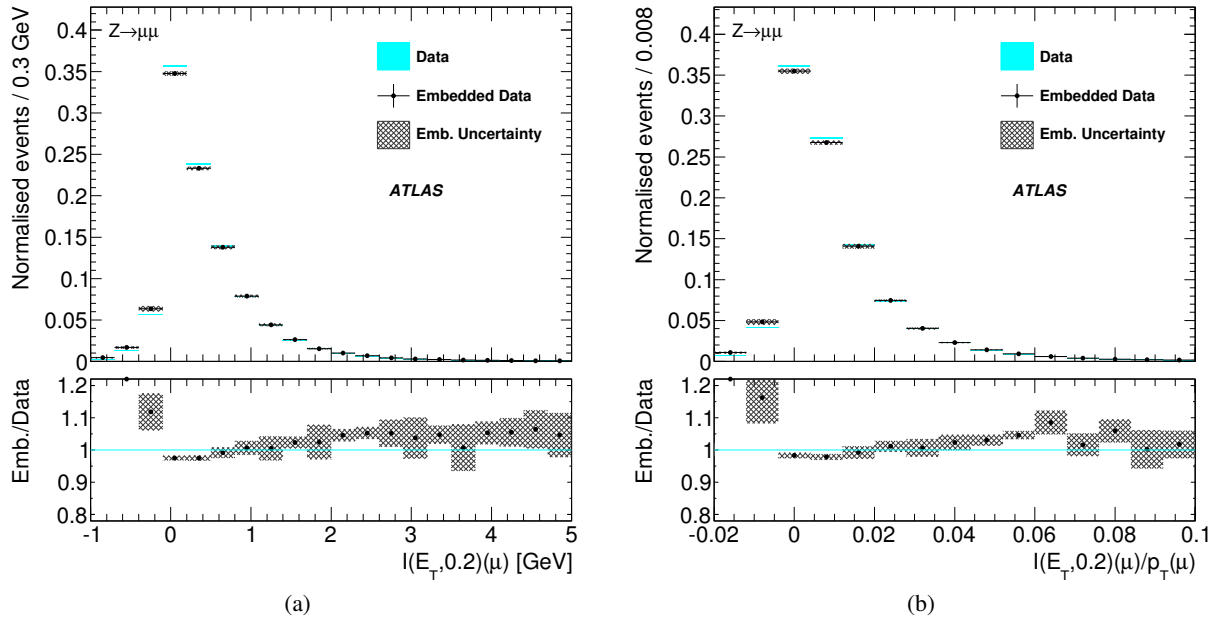 Normalised events / 0.3 GeV
0.4
0.35
0.3
0.25
0.2
0.15
0.1
0.05
0
Z→μμ
Data
Embedded Data
Emb. Uncertainty
ATLAS
Emb./Data
1.2
1.1
1
0.9
0.8
-1 0 1 2 3 4 5
I(E_T,0.2)(μ) [GeV]
(a)
Normalised events / 0.008
0.4
0.35
0.3
0.25
0.2
0.15
0.1
0.05
0
Z→μμ
Data
Embedded Data
Emb. Uncertainty
ATLAS
Emb./Data
1.2
1.1
1
0.9
0.8
-0.02 0 0.02 0.04 0.06 0.08 0.1
I(E_T,0.2)(μ)/p_T(μ)
(b)